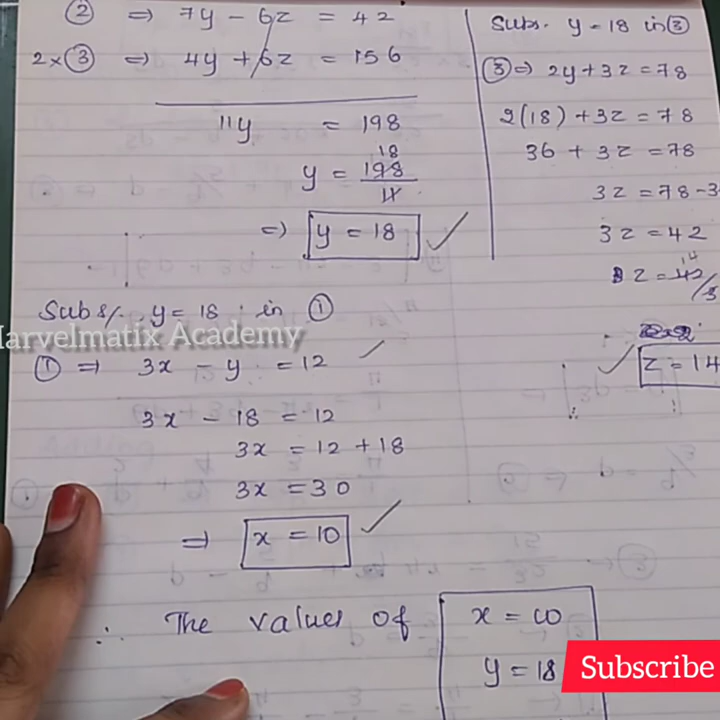 ② ⇒ 7y − 6z = 42
2×③ ⇒ 4y + 6z = 156
11y = 198
18
y = 198/11
⇒ y = 18 ✓
Subs/. y = 18 in ①
① ⇒ 3x − y = 12 ✓
3x − 18 = 12
3x = 12 + 18
3x = 30
⇒ x = 10 ✓
∴ The values of
x = 10
y = 18
Subs. y = 18 in ③
③ ⇒ 2y + 3z = 78
2(18) + 3z = 78
36 + 3z = 78
3z = 78 − 3
3z = 42
14
z = 42/3
✓ z = 14
Marvelmatix Academy
Subscribe